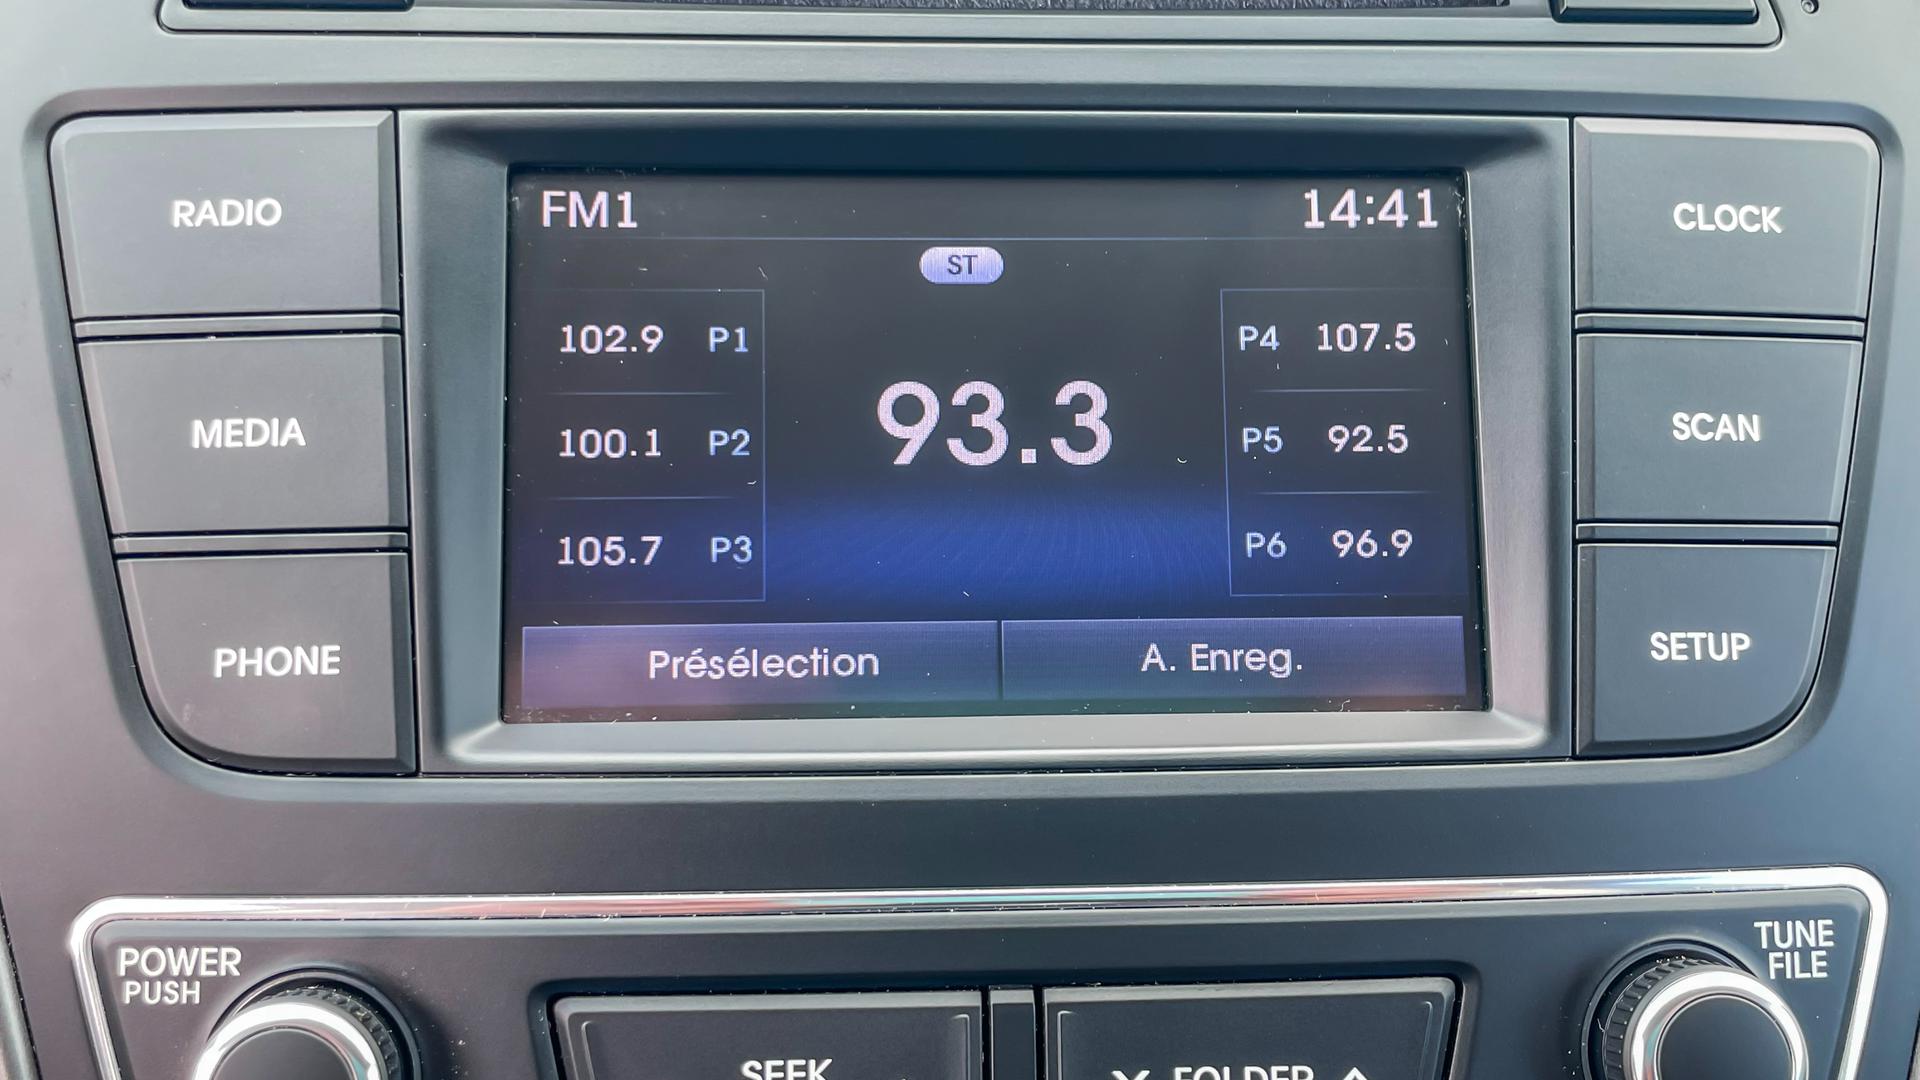 RADIO
MEDIA
PHONE
FM1 14:41
ST
102.9 P1
100.1 P2
105.7 P3
93.3
P4 107.5
P5 92.5
P6 96.9
Présélection A. Enreg.
CLOCK
SCAN
SETUP
POWER
PUSH
SEEK
FOLDER
TUNE
FILE